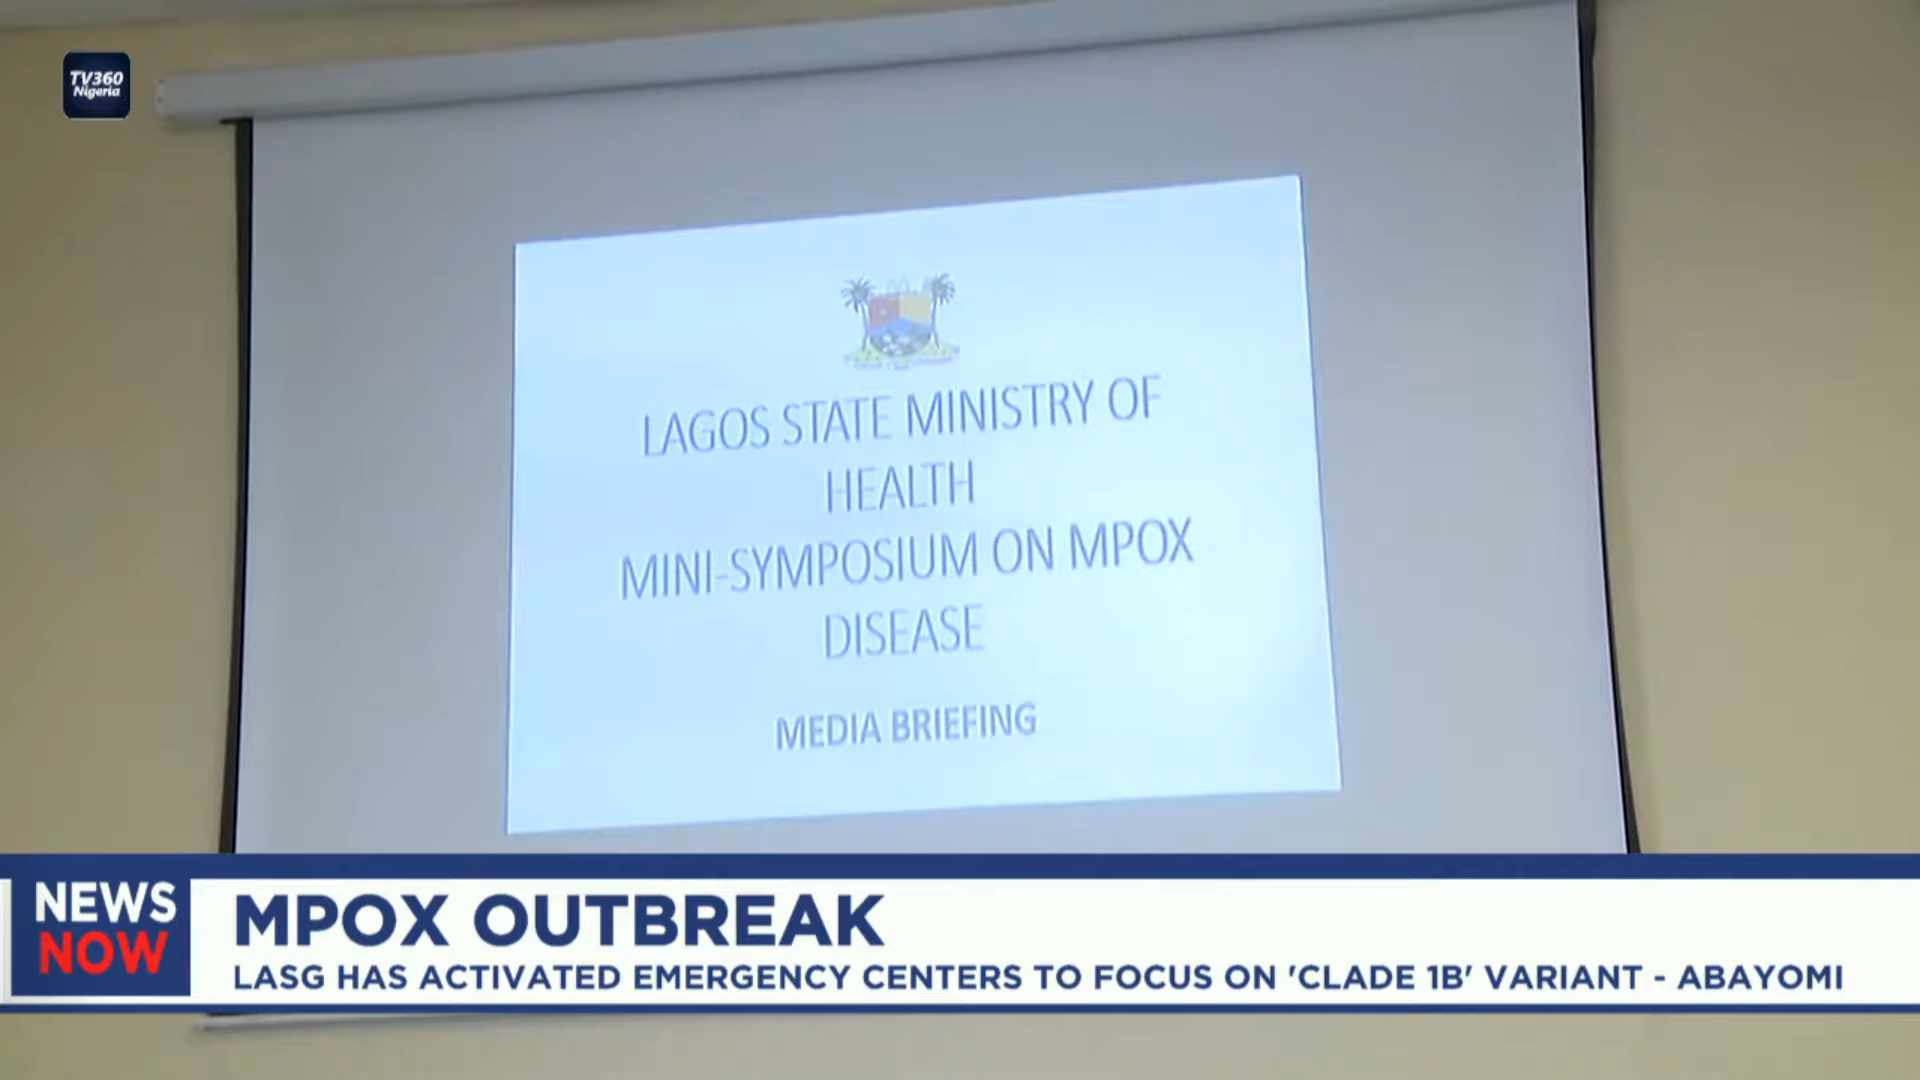 TV360
Nigeria
LAGOS STATE MINISTRY OF
HEALTH
MINI-SYMPOSIUM ON MPOX
DISEASE
MEDIA BRIEFING
NEWS
NOW
MPOX OUTBREAK
LASG HAS ACTIVATED EMERGENCY CENTERS TO FOCUS ON 'CLADE 1B' VARIANT - ABAYOMI